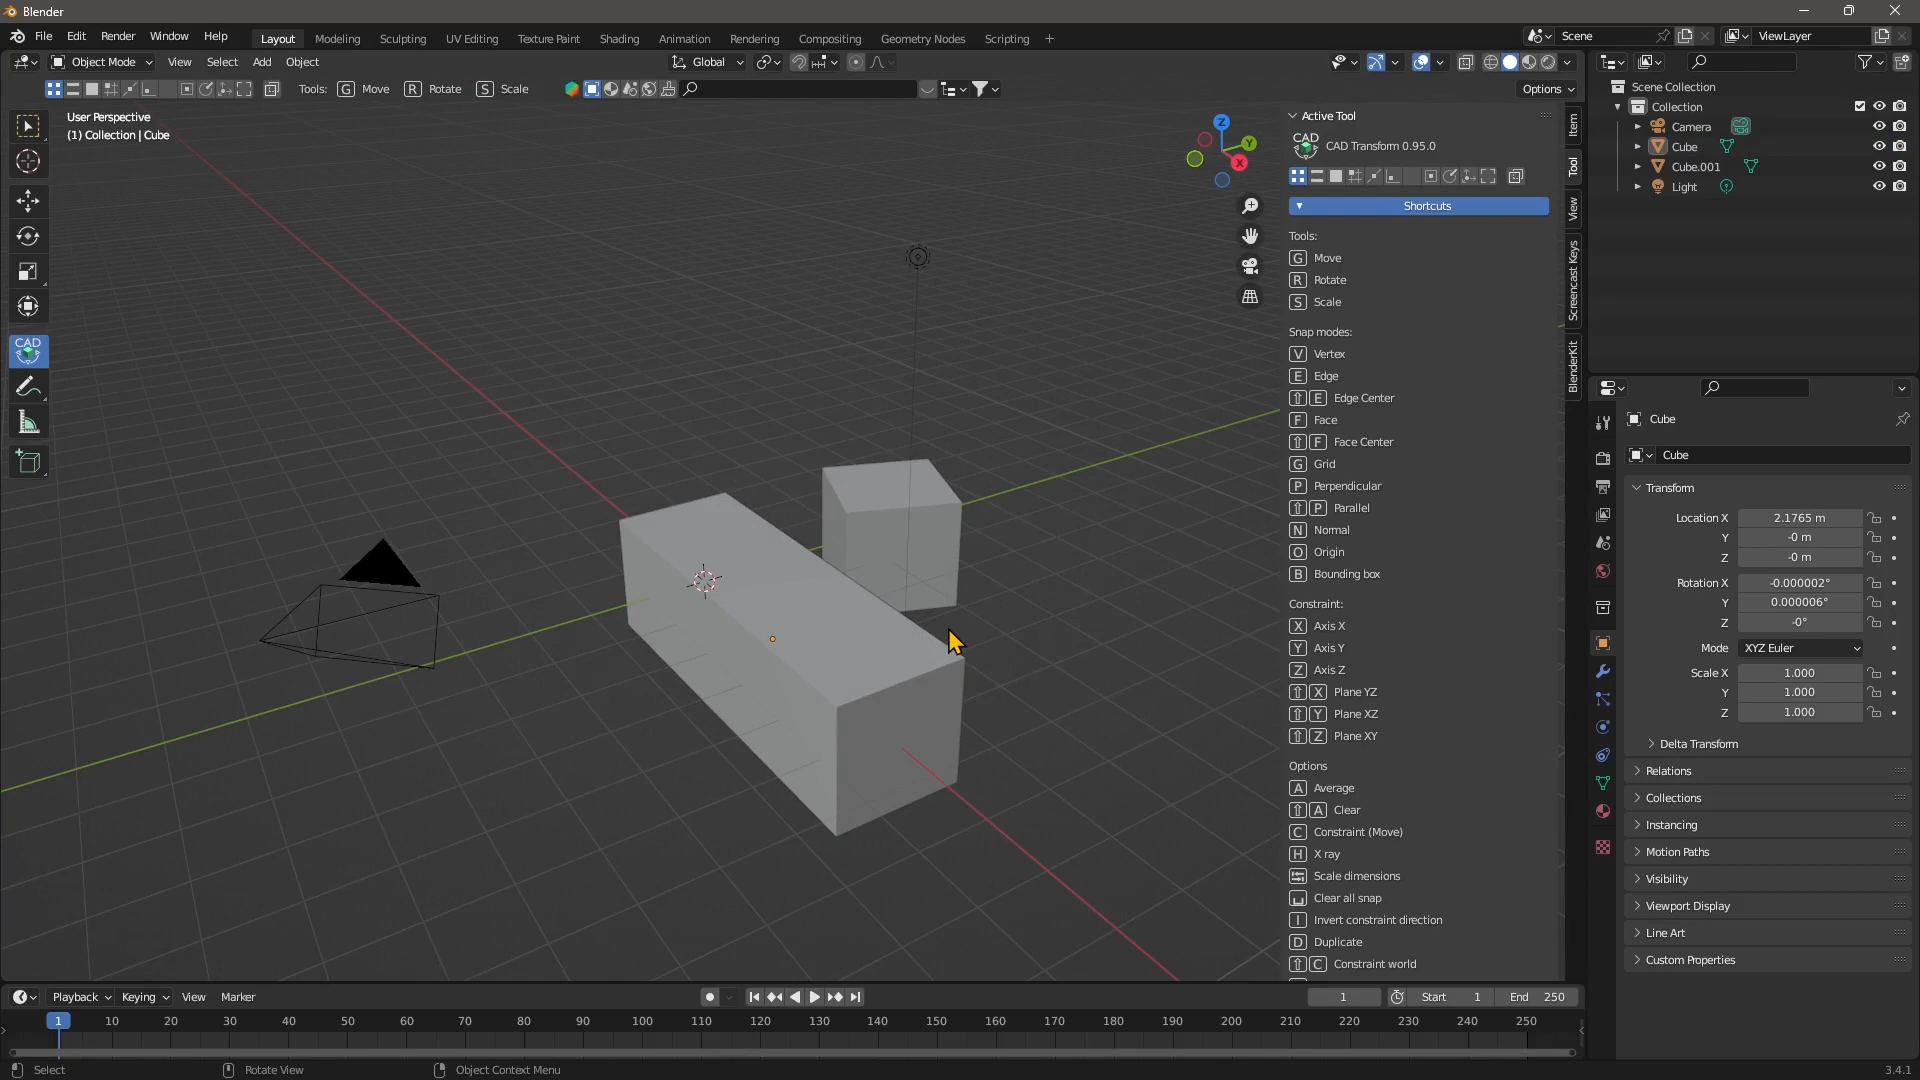 Blender
File Edit Render Window Help Layout Modeling Sculpting UV Editing Texture Paint Shading Animation Rendering Compositing Geometry Nodes Scripting + Scene ViewLayer
Object Mode View Select Add Object Global
Tools: G Move R Rotate S Scale Options
User Perspective
(1) Collection | Cube
Z
Y
X
Active Tool
CAD CAD Transform 0.95.0
Shortcuts
Tools:
G Move
R Rotate
S Scale
Snap modes:
V Vertex
E Edge
E Edge Center
F Face
F Face Center
G Grid
P Perpendicular
P Parallel
N Normal
O Origin
B Bounding box
Constraint:
X Axis X
Y Axis Y
Z Axis Z
X Plane YZ
Y Plane XZ
Z Plane XY
Options
A Average
A Clear
C Constraint (Move)
H X ray
Scale dimensions
Clear all snap
I Invert constraint direction
D Duplicate
C Constraint world
Item
Tool
View
Screencast Keys
BlenderKit
CAD
Scene Collection
Collection
Camera
Cube
Cube.001
Light
Cube
Cube
Transform
Location X 2.1765 m
Y -0 m
Z -0 m
Rotation X -0.000002°
Y 0.000006°
Z -0°
Mode XYZ Euler
Scale X 1.000
Y 1.000
Z 1.000
Delta Transform
Relations
Collections
Instancing
Motion Paths
Visibility
Viewport Display
Line Art
Custom Properties
Playback Keying View Marker 1 Start 1 End 250
1 10 20 30 40 50 60 70 80 90 100 110 120 130 140 150 160 170 180 190 200 210 220 230 240 250
Select Rotate View Object Context Menu 3.4.1